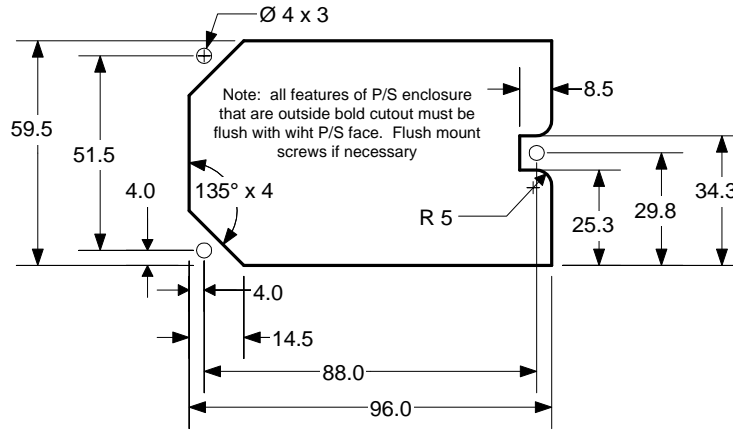 Ø 4 x 3
Note: all features of P/S enclosure
that are outside bold cutout must be
flush with wiht P/S face. Flush mount
screws if necessary
8.5
59.5
51.5
4.0
135° x 4
R 5
25.3
29.8
34.3
4.0
14.5
88.0
96.0